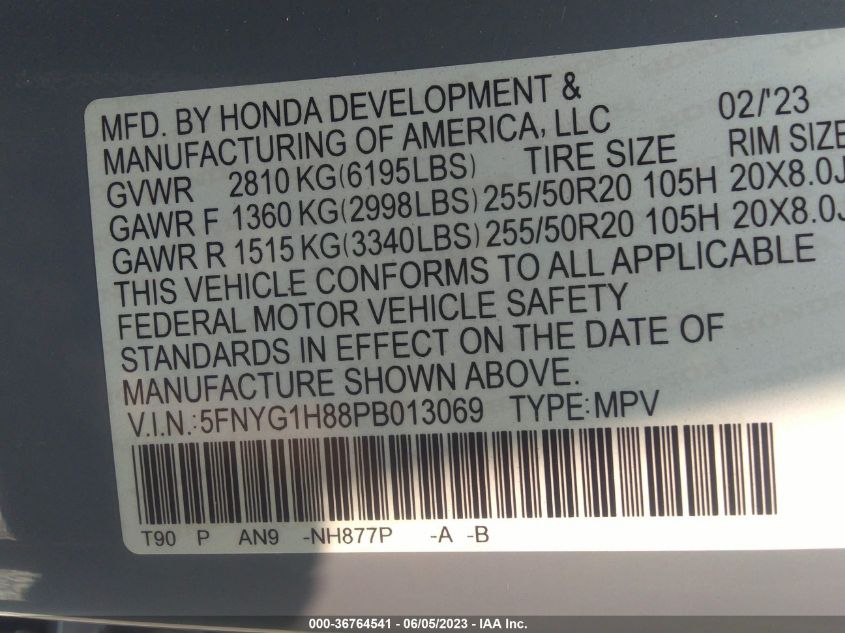 MFD. BY HONDA DEVELOPMENT & 02/'23
MANUFACTURING OF AMERICA, LLC
TIRE SIZE RIM SIZE
GVWR 2810 KG(6195LBS)
GAWR F 1360 KG(2998LBS) 255/50R20 105H 20X8.0J
GAWR R 1515 KG(3340LBS) 255/50R20 105H 20X8.0J
THIS VEHICLE CONFORMS TO ALL APPLICABLE
FEDERAL MOTOR VEHICLE SAFETY
STANDARDS IN EFFECT ON THE DATE OF
MANUFACTURE SHOWN ABOVE.
V.I.N.:5FNYG1H88PB013069 TYPE:MPV
T90 P AN9 -NH877P -A -B
000-36764541 - 06/05/2023 - IAA Inc.